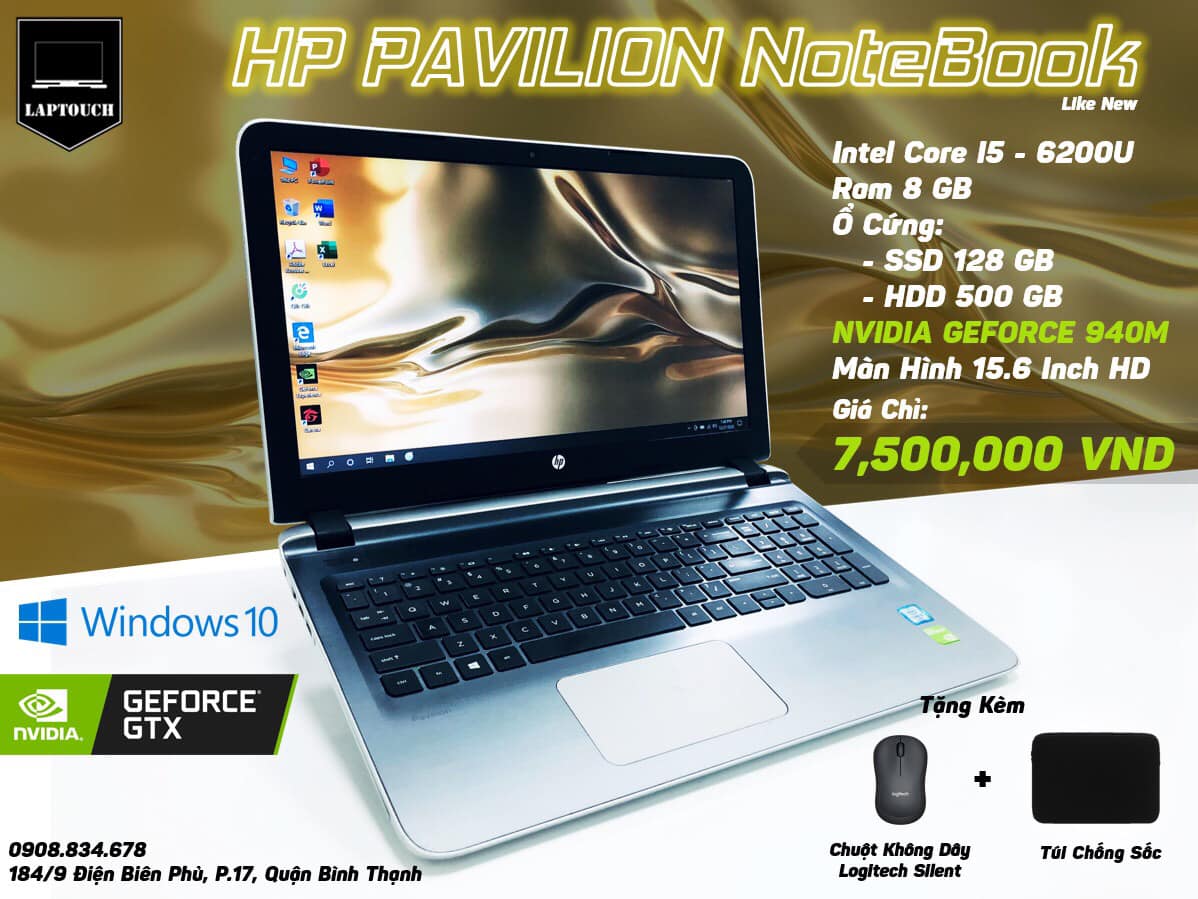 LAPTOUCH
HP PAVILION NoteBook
Like New
Intel Core I5 - 6200U
Ram 8 GB
Ổ Cứng:
- SSD 128 GB
- HDD 500 GB
NVIDIA GEFORCE 940M
Màn Hình 15.6 Inch HD
Giá Chỉ:
7,500,000 VND
hp
Windows 10
NVIDIA.
GEFORCE
GTX
Pavilion
Tặng Kèm
Logitech
+
Chuột Không Dây
Logitech Silent
Túi Chống Sốc
0908.834.678
184/9 Điện Biên Phủ, P.17, Quận Bình Thạnh